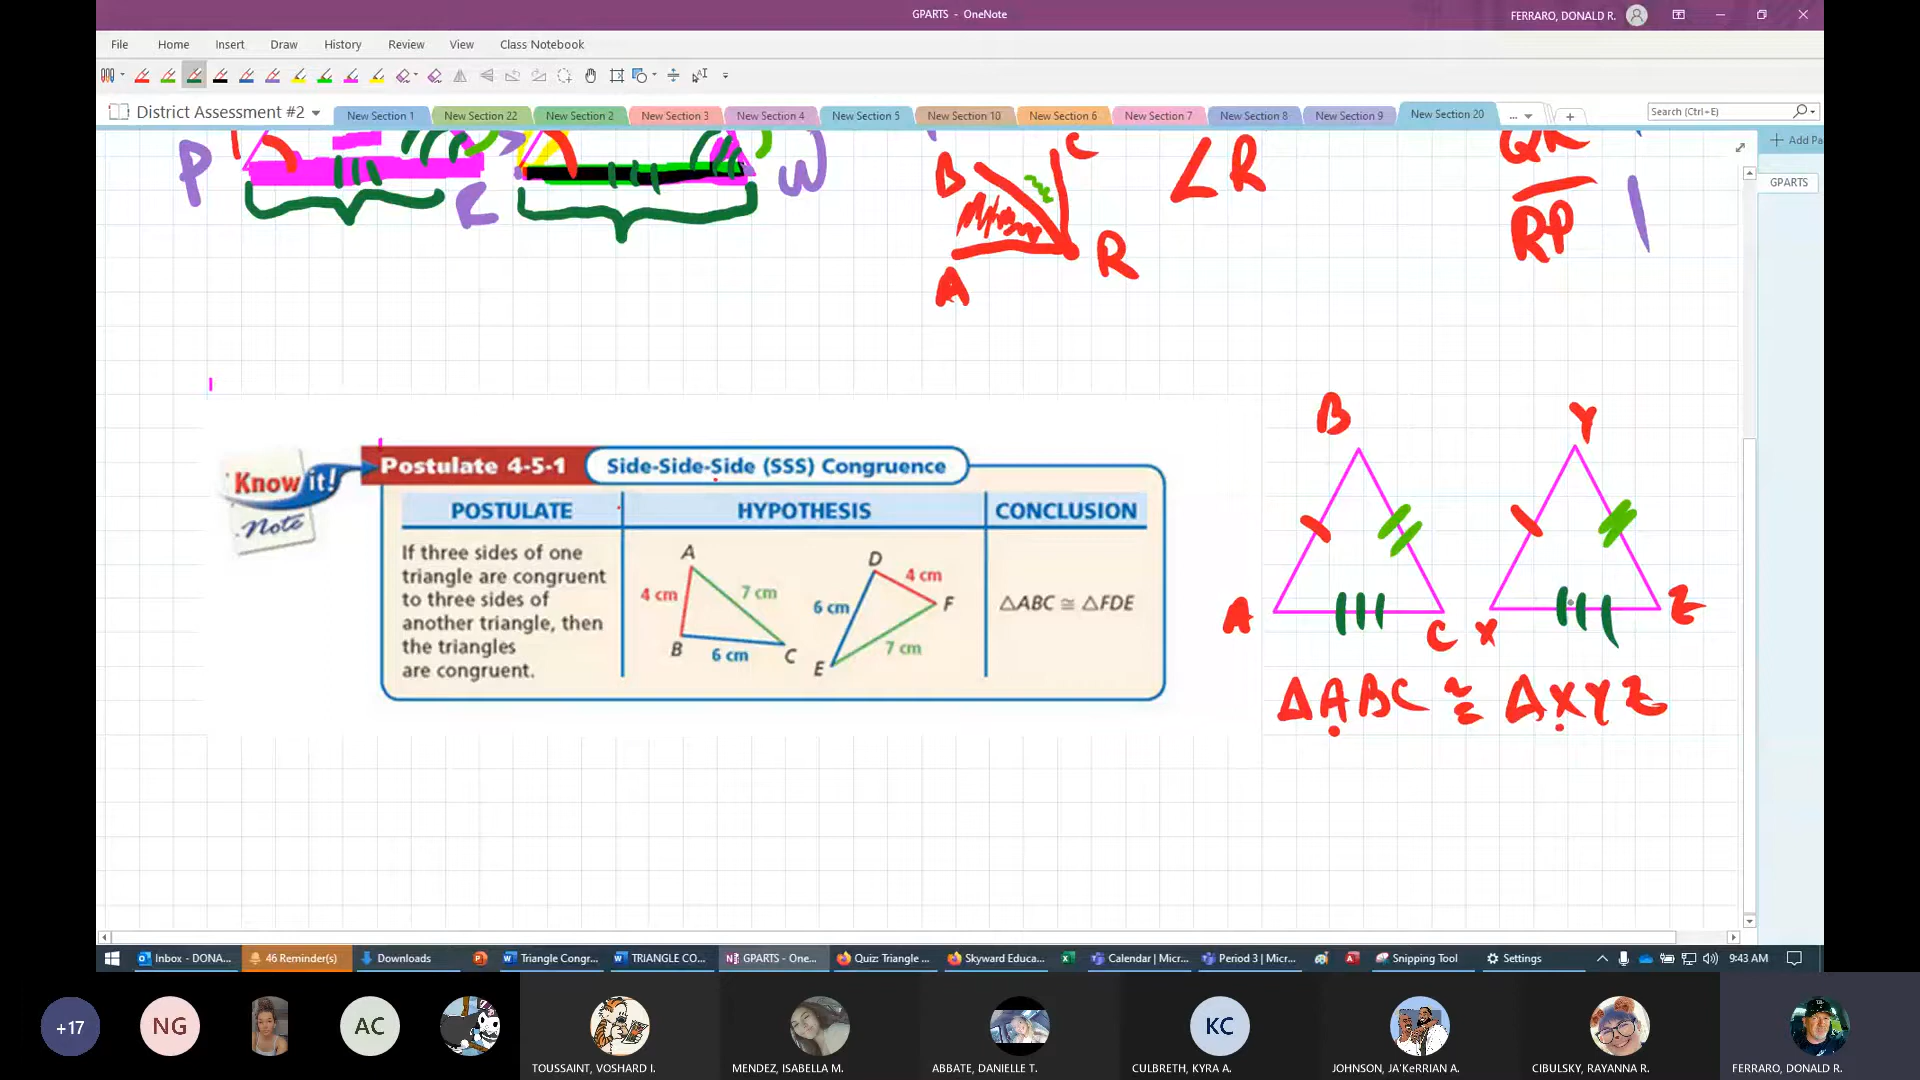 GPARTS - OneNote
FERRARO, DONALD R.
File Home Insert Draw History Review View Class Notebook
District Assessment #2
New Section 1 New Section 22 New Section 2 New Section 3 New Section 4 New Section 5 New Section 10 New Section 6 New Section 7 New Section 8 New Section 9 New Section 20 ...
Search (Ctrl+E)
Add Pa
GPARTS
P R W
B C
∠R
A R
QR
RP
Know it!
Note
Postulate 4-5-1 Side-Side-Side (SSS) Congruence
POSTULATE HYPOTHESIS CONCLUSION
If three sides of one
triangle are congruent
to three sides of
another triangle, then
the triangles
are congruent.
A
4 cm 7 cm
B 6 cm C
D
4 cm
6 cm F
E 7 cm
△ABC ≅ △FDE
B Y
A C X Z
△ABC ≅ △XYZ
Inbox - DONA...
46 Reminder(s)
Downloads
Triangle Congr...
TRIANGLE CO...
GPARTS - One...
Quiz: Triangle ...
Skyward Educa...
Calendar | Micr...
Period 3 | Micr...
Snipping Tool
Settings
9:43 AM
+17
NG
AC
KC
TOUSSAINT, VOSHARD I.
MENDEZ, ISABELLA M.
ABBATE, DANIELLE T.
CULBRETH, KYRA A.
JOHNSON, JA'KeRRIAN A.
CIBULSKY, RAYANNA R.
FERRARO, DONALD R.